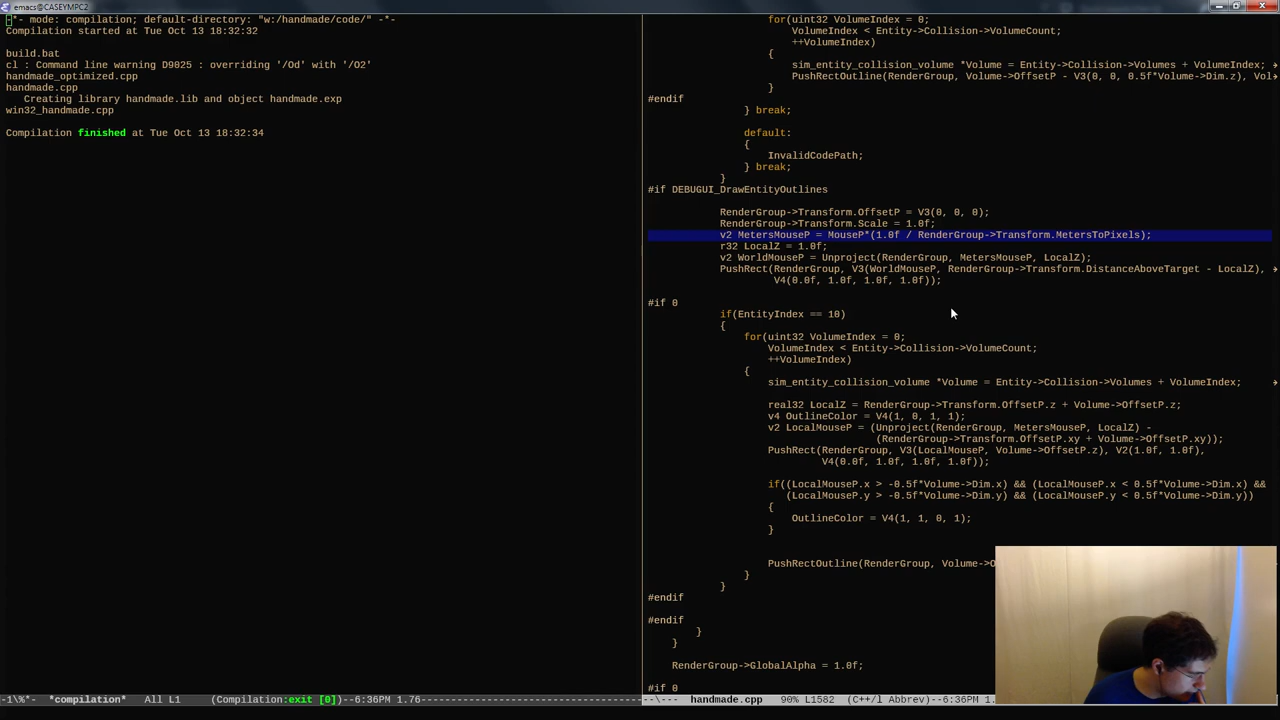 emacs@CASEYMPC2
-*- mode: compilation; default-directory: "w:/handmade/code/" -*-
Compilation started at Tue Oct 13 18:32:32
build.bat
cl : Command line warning D9025 : overriding '/Od' with '/O2'
handmade_optimized.cpp
handmade.cpp
Creating library handmade.lib and object handmade.exp
win32_handmade.cpp
Compilation finished at Tue Oct 13 18:32:34
for(uint32 VolumeIndex = 0;
VolumeIndex < Entity->Collision->VolumeCount;
++VolumeIndex)
{
sim_entity_collision_volume *Volume = Entity->Collision->Volumes + VolumeIndex;
PushRectOutline(RenderGroup, Volume->OffsetP - V3(0, 0, 0.5f*Volume->Dim.z), Vol
}
#endif
} break;
default:
{
InvalidCodePath;
} break;
}
#if DEBUGUI_DrawEntityOutlines
RenderGroup->Transform.OffsetP = V3(0, 0, 0);
RenderGroup->Transform.Scale = 1.0f;
v2 MetersMouseP = MouseP*(1.0f / RenderGroup->Transform.MetersToPixels);
r32 LocalZ = 1.0f;
v2 WorldMouseP = Unproject(RenderGroup, MetersMouseP, LocalZ);
PushRect(RenderGroup, V3(WorldMouseP, RenderGroup->Transform.DistanceAboveTarget - LocalZ),
V4(0.0f, 1.0f, 1.0f, 1.0f));
#if 0
if(EntityIndex == 10)
{
for(uint32 VolumeIndex = 0;
VolumeIndex < Entity->Collision->VolumeCount;
++VolumeIndex)
{
sim_entity_collision_volume *Volume = Entity->Collision->Volumes + VolumeIndex;
real32 LocalZ = RenderGroup->Transform.OffsetP.z + Volume->OffsetP.z;
v4 OutlineColor = V4(1, 0, 1, 1);
v2 LocalMouseP = (Unproject(RenderGroup, MetersMouseP, LocalZ) -
(RenderGroup->Transform.OffsetP.xy + Volume->OffsetP.xy));
PushRect(RenderGroup, V3(LocalMouseP, Volume->OffsetP.z), V2(1.0f, 1.0f),
V4(0.0f, 1.0f, 1.0f, 1.0f));
if((LocalMouseP.x > -0.5f*Volume->Dim.x) && (LocalMouseP.x < 0.5f*Volume->Dim.x) &&
(LocalMouseP.y > -0.5f*Volume->Dim.y) && (LocalMouseP.y < 0.5f*Volume->Dim.y))
{
OutlineColor = V4(1, 1, 0, 1);
}
PushRectOutline(RenderGroup, Volume->O
}
}
#endif
#endif
}
}
RenderGroup->GlobalAlpha = 1.0f;
#if 0
-1\%*- *compilation* All L1 (Compilation:exit [0])--6:36PM 1.76
--\--- handmade.cpp 90% L1582 (C++/l Abbrev)--6:36PM 1.